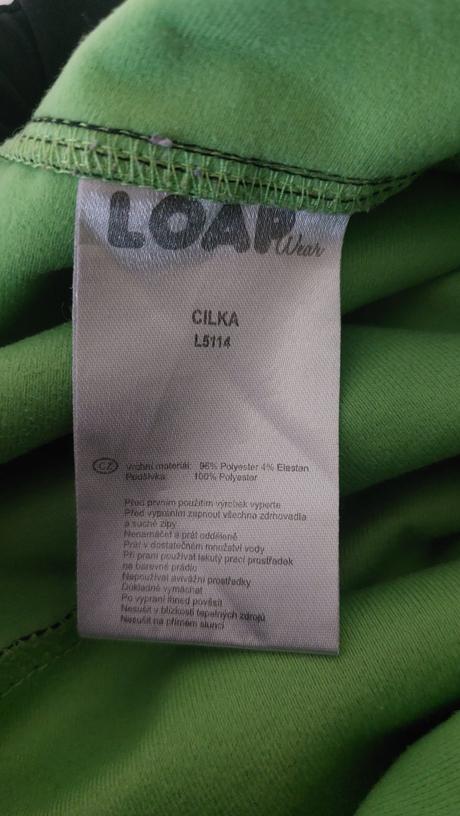 LOAP
Wear
CILKA
L5114
CZ Vrchní materiál: 96% Polyester 4% Elastan
Podšívka: 100% Polyester
Před prvním použitím výrobek vyperte
Před vypráním zapnout všechna zdrhovadla
a suché zipy
Nenamáčet a prát odděleně
Prát v dostatečném množství vody
Při praní používat tekutý prací prostředek
na barevné prádlo
Nepoužívat avivážní prostředky
Dokladně vymáchat
Po vyprání ihned pověsit
Nesušit v blízkosti tepelných zdrojů
Nesušit na přímém slunci